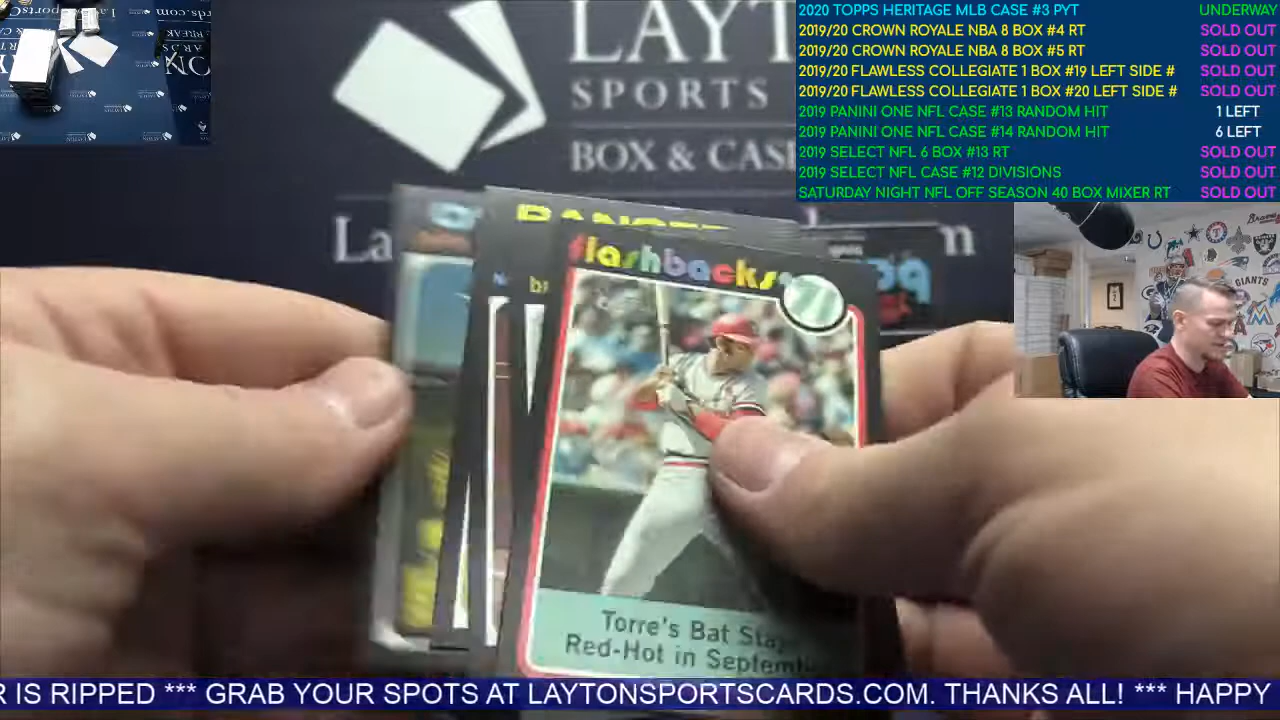 2020 TOPPS HERITAGE MLB CASE #3 PYT UNDERWAY
2019/20 CROWN ROYALE NBA 8 BOX #4 RT SOLD OUT
2019/20 CROWN ROYALE NBA 8 BOX #5 RT SOLD OUT
2019/20 FLAWLESS COLLEGIATE 1 BOX #19 LEFT SIDE # SOLD OUT
2019/20 FLAWLESS COLLEGIATE 1 BOX #20 LEFT SIDE # SOLD OUT
2019 PANINI ONE NFL CASE #13 RANDOM HIT 1 LEFT
2019 PANINI ONE NFL CASE #14 RANDOM HIT 6 LEFT
2019 SELECT NFL 6 BOX #13 RT SOLD OUT
2019 SELECT NFL CASE #12 DIVISIONS SOLD OUT
SATURDAY NIGHT NFL OFF SEASON 40 BOX MIXER RT SOLD OUT
LAYT
SPORTS
BOX & CAS
La
m
flashbacks
Torre's Bat Stay
Red-Hot in Septemb
GIANTS
R IS RIPPED *** GRAB YOUR SPOTS AT LAYTONSPORTSCARDS.COM. THANKS ALL! *** HAPPY